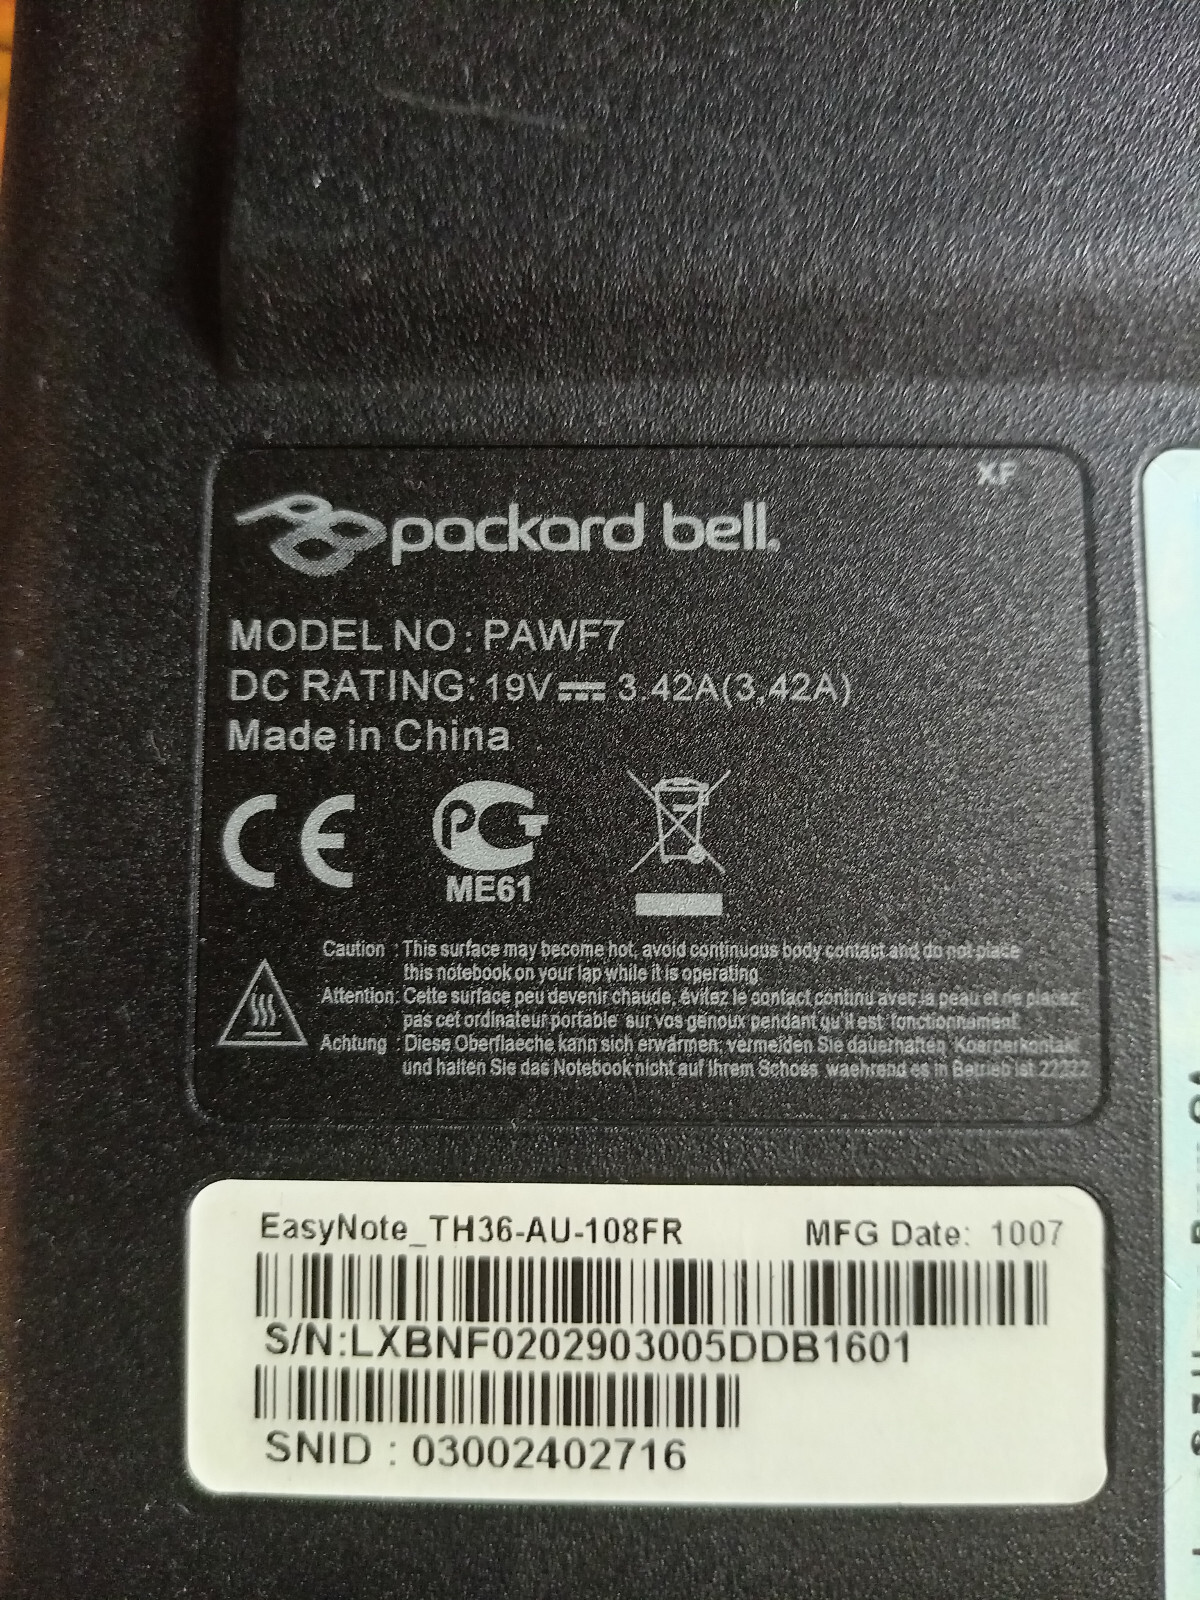 XF
packard bell
MODEL NO : PAWF7
DC RATING: 19V 3.42A(3,42A)
Made in China
CE
PCT
ME61
Caution : This surface may become hot, avoid continuous body contact and do not place
this notebook on your lap while it is operating.
Attention: Cette surface peu devenir chaude, évitez le contact continu avec la peau et ne placez
pas cet ordinateur portable sur vos genoux pendant qu'il est fonctionnement.
Achtung : Diese Oberflaeche kann sich erwärmen; vermeiden Sie dauerhaften Koerperkontakt
und halten Sie das Notebook nicht auf Ihrem Schoss waehrend es in Betrieb ist 22222
EasyNote_TH36-AU-108FR MFG Date: 1007
S/N:LXBNF0202903005DDB1601
SNID : 03002402716